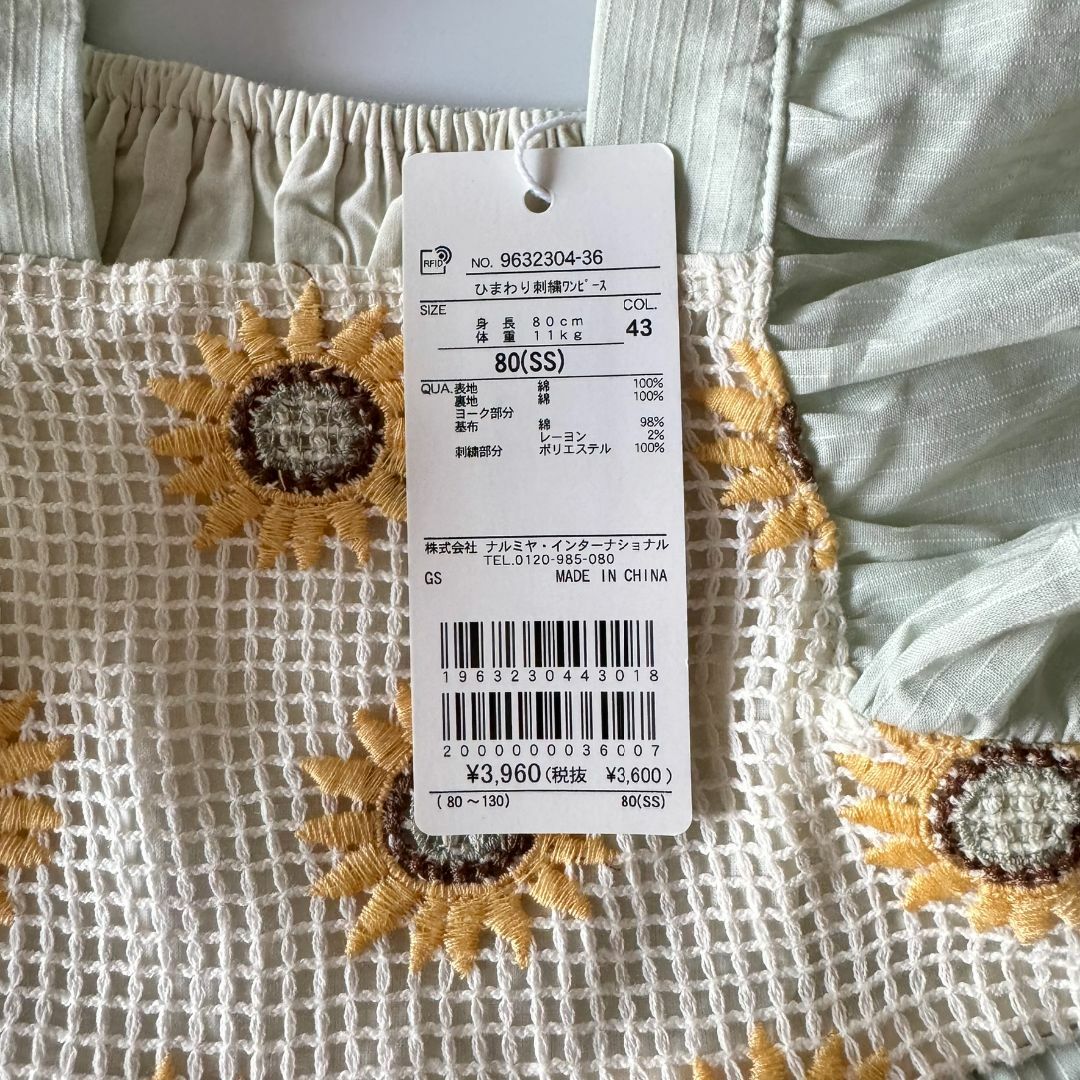 RFID
NO. 9632304-36
ひまわり刺繍ﾜﾝﾋﾟｰｽ
SIZE COL.
身長 80cm 43
体重 11kg
80(SS)
QUA. 表地 綿 100%
裏地 綿 100%
ヨーク部分
基布 綿 98%
レーヨン 2%
刺繍部分 ポリエステル 100%
株式会社 ナルミヤ・インターナショナル
TEL.0120-985-080
GS MADE IN CHINA
1963230443018
2000000036007
¥3,960(税抜 ¥3,600)
(80〜130) 80(SS)